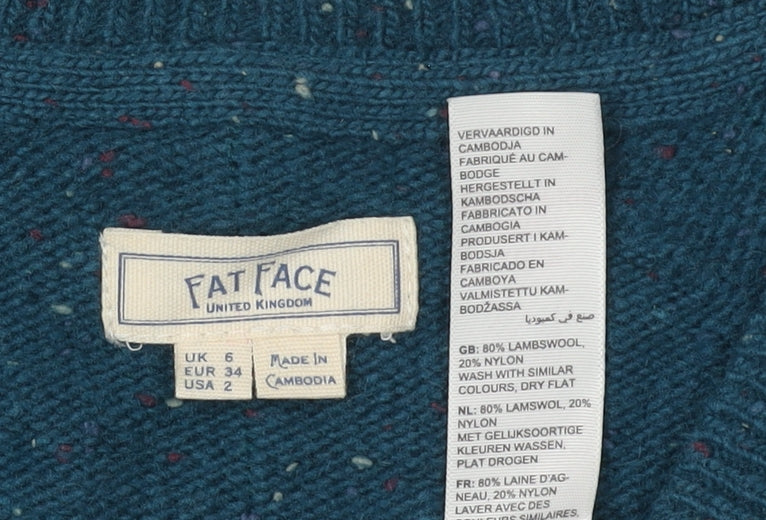 FAT FACE
UNITED KINGDOM
UK 6
EUR 34
USA 2
MADE IN
CAMBODIA
VERVAARDIGD IN
CAMBODJA
FABRIQUÉ AU CAM-
BODGE
HERGESTELLT IN
KAMBODSCHA
FABBRICATO IN
CAMBOGIA
PRODUSERT I KAM-
BODSJA
FABRICADO EN
CAMBOYA
VALMISTETTU KAM-
BODŽASSA
صنع في كمبوديا
GB: 80% LAMBSWOOL,
20% NYLON
WASH WITH SIMILAR
COLOURS, DRY FLAT
NL: 80% LAMSWOL, 20%
NYLON
MET GELIJKSOORTIGE
KLEUREN WASSEN,
PLAT DROGEN
FR: 80% LAINE D'AG-
NEAU, 20% NYLON
LAVER AVEC DES
COULEURS SIMILAIRES,